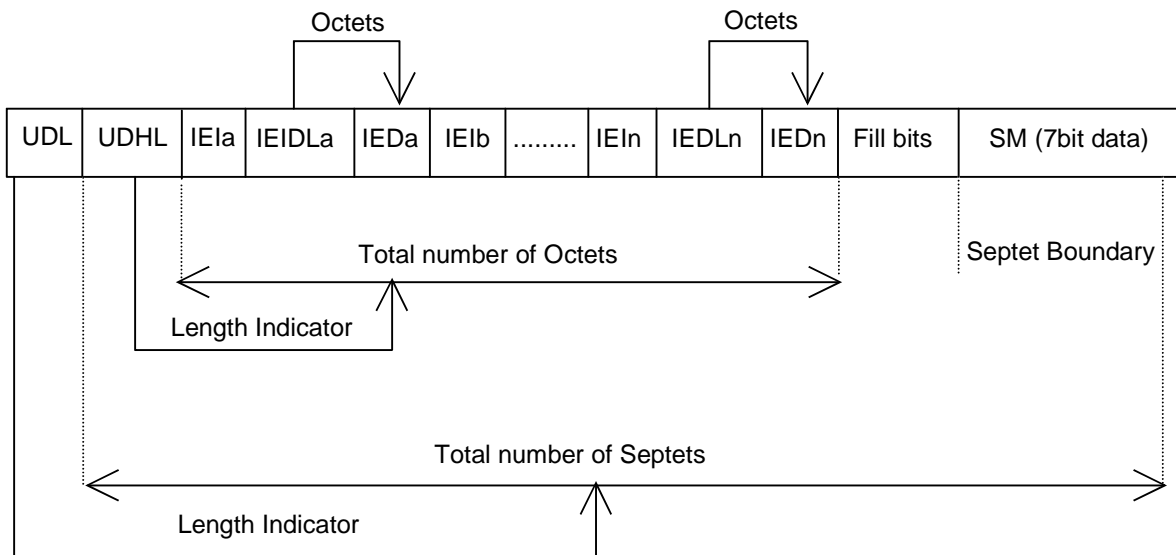 Octets Octets
UDL UDHL IEIa IEIDLa IEDa IEIb ......... IEIn IEDLn IEDn Fill bits SM (7bit data)
Total number of Octets
Septet Boundary
Length Indicator
Total number of Septets
Length Indicator